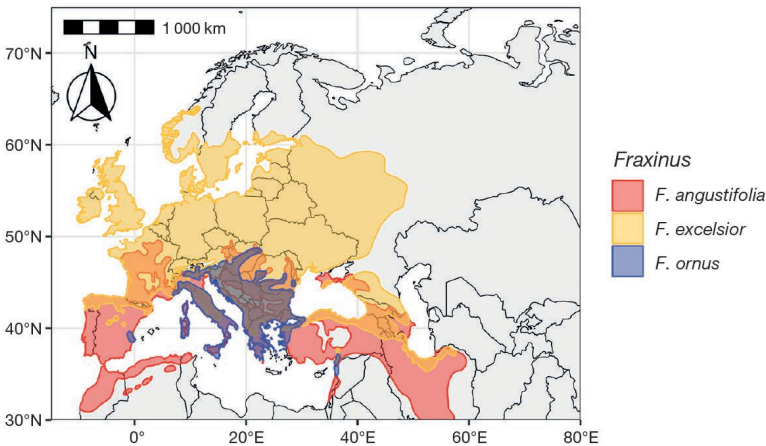 1 000 km
N
70°N
60°N
50°N
40°N
30°N
0°
20°E
40°E
60°E
80°E
Fraxinus
F. angustifolia
F. excelsior
F. ornus